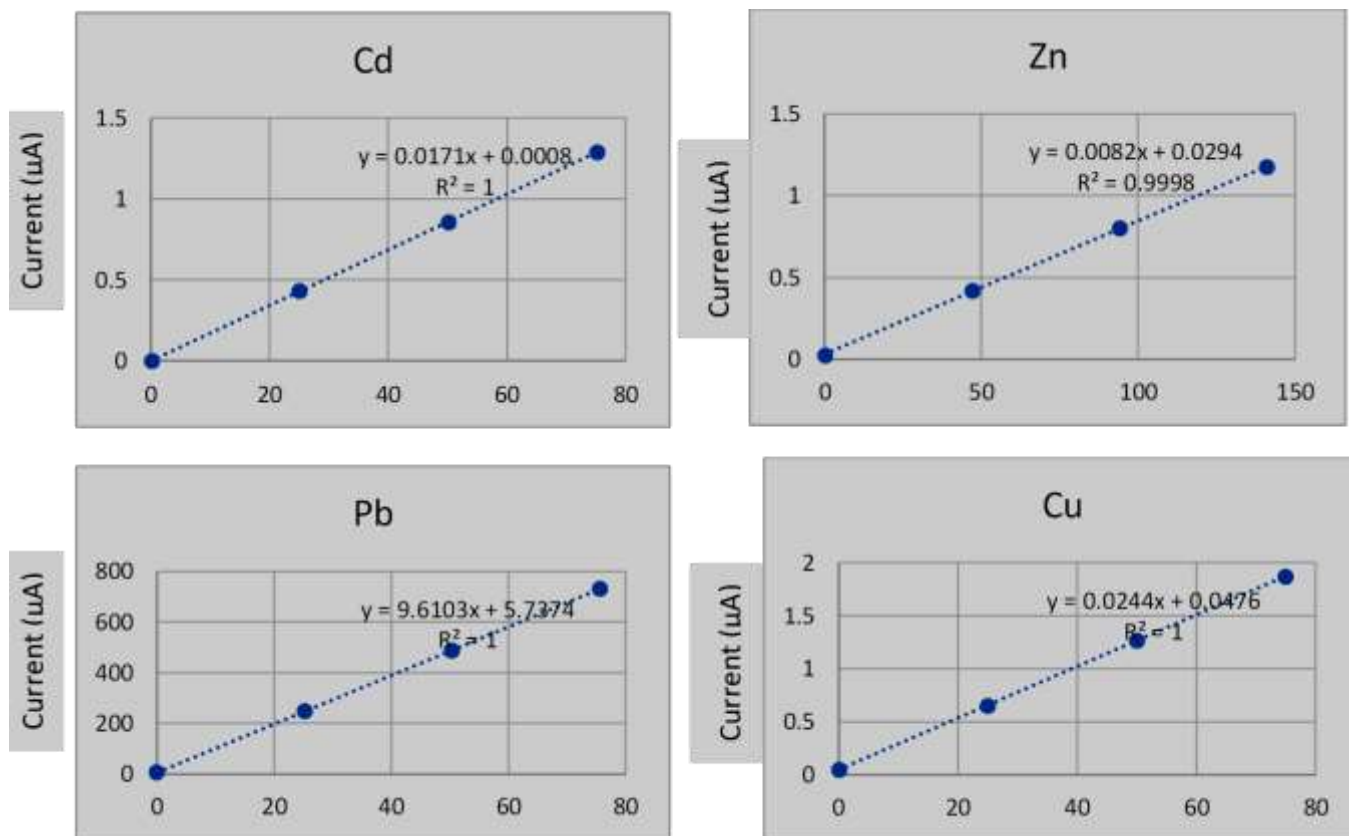 Cd
Current (µA)
1.5
1
0.5
0
y = 0.0171x + 0.0008
R² = 1
0 20 40 60 80
Zn
Current (µA)
1.5
1
0.5
0
y = 0.0082x + 0.0294
R² = 0.9998
0 50 100 150
Pb
Current (uA)
800
600
400
200
0
y = 9.6103x + 5.7374
R² = 1
0 20 40 60 80
Cu
Current (µA)
2
1.5
1
0.5
0
y = 0.0244x + 0.0476
R² = 1
0 20 40 60 80